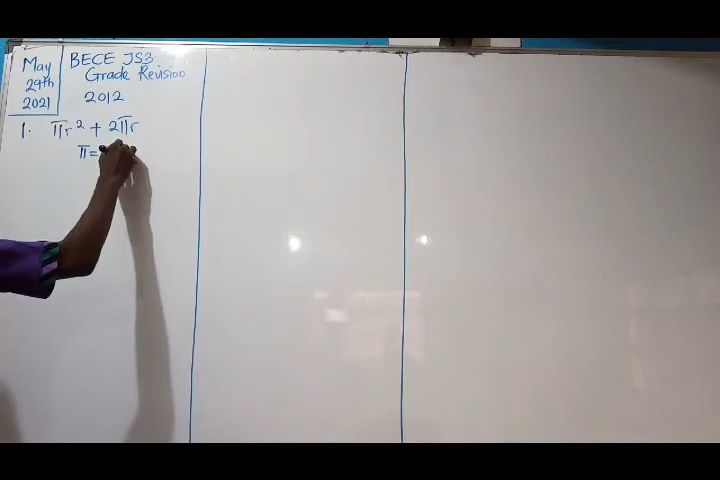 May
29th
2021
BECE JS3
Grade Revision
2012
1. πr² + 2πr
π =